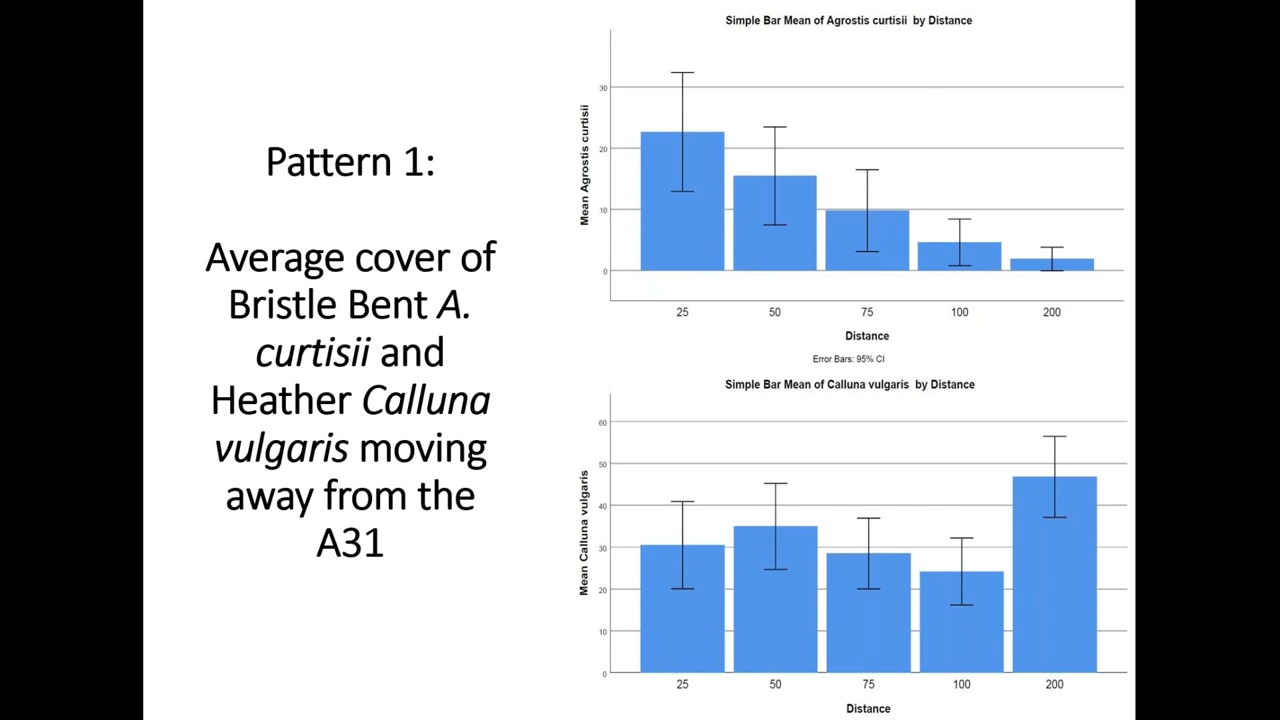 Pattern 1:
Average cover of
Bristle Bent A.
curtisii and
Heather Calluna
vulgaris moving
away from the
A31
Simple Bar Mean of Agrostis curtisii by Distance
Mean Agrostis curtisii
30
20
10
0
25 50 75 100 200
Distance
Error Bars: 95% CI
Simple Bar Mean of Calluna vulgaris by Distance
Mean Calluna vulgaris
60
50
40
30
20
10
0
25 50 75 100 200
Distance